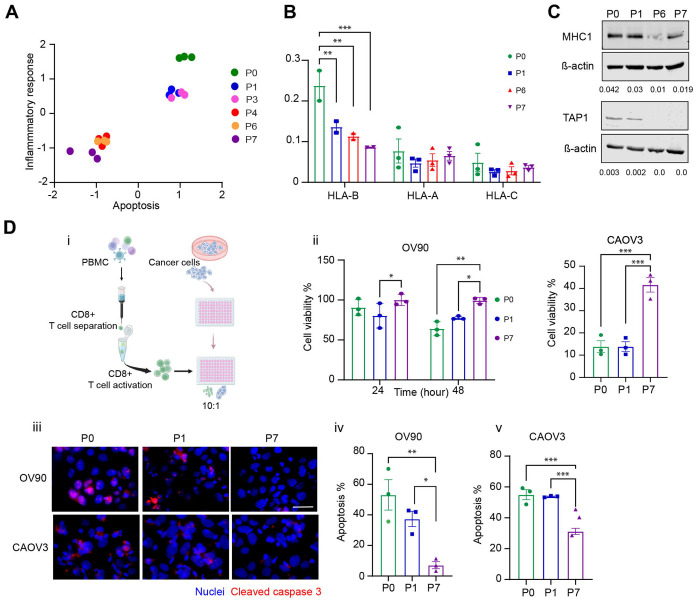 A
Inflammmatory response
1
0
-1
-2
-2
-1
0
1
2
Apoptosis
P0
P1
P3
P4
P6
P7
B
***
**
**
0.3
0.2
0.1
0
HLA-B
HLA-A
HLA-C
P0
P1
P6
P7
C
P0 P1 P6 P7
MHC1
ß-actin
0.042 0.03 0.01 0.019
TAP1
ß-actin
0.003 0.002 0.0 0.0
D
i
PBMC
Cancer cells
CD8+
T cell separation
CD8+
T cell activation
10:1
ii
OV90
Cell viability %
150
100
50
0
*
**
*
24
Time (hour)
48
P0
P1
P7
CAOV3
Cell viability %
60
50
40
30
20
10
0
***
***
P0 P1 P7
iii
P0 P1 P7
OV90
CAOV3
Nuclei Cleaved caspase 3
iv
OV90
Apoptosis %
80
60
40
20
0
**
*
P0 P1 P7
v
CAOV3
Apoptosis %
80
60
40
20
0
***
***
P0 P1 P7